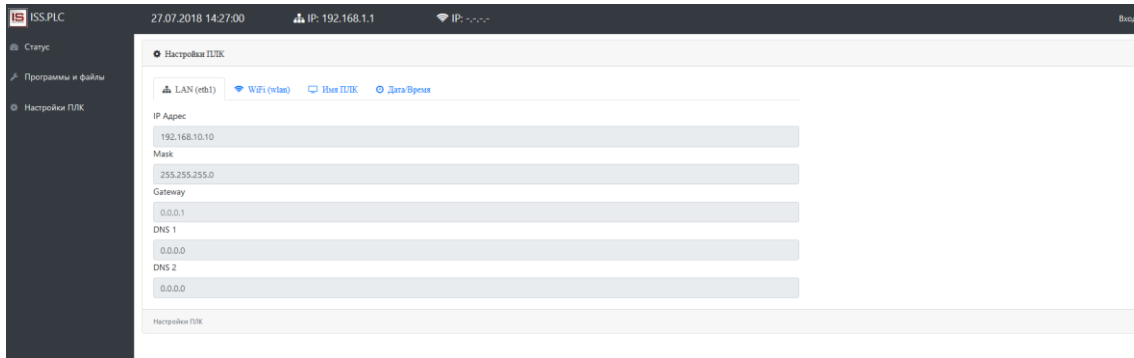 IS ISS.PLC 27.07.2018 14:27:00 IP: 192.168.1.1 IP: -.-.-.- Вход
Статус
Программы и файлы
Настройки ПЛК
Настройки ПЛК
LAN (eth1) WiFi (wlan) Имя ПЛК Дата/Время
IP Адрес
192.168.10.10
Mask
255.255.255.0
Gateway
0.0.0.1
DNS 1
0.0.0.0
DNS 2
0.0.0.0
Настройки ПЛК